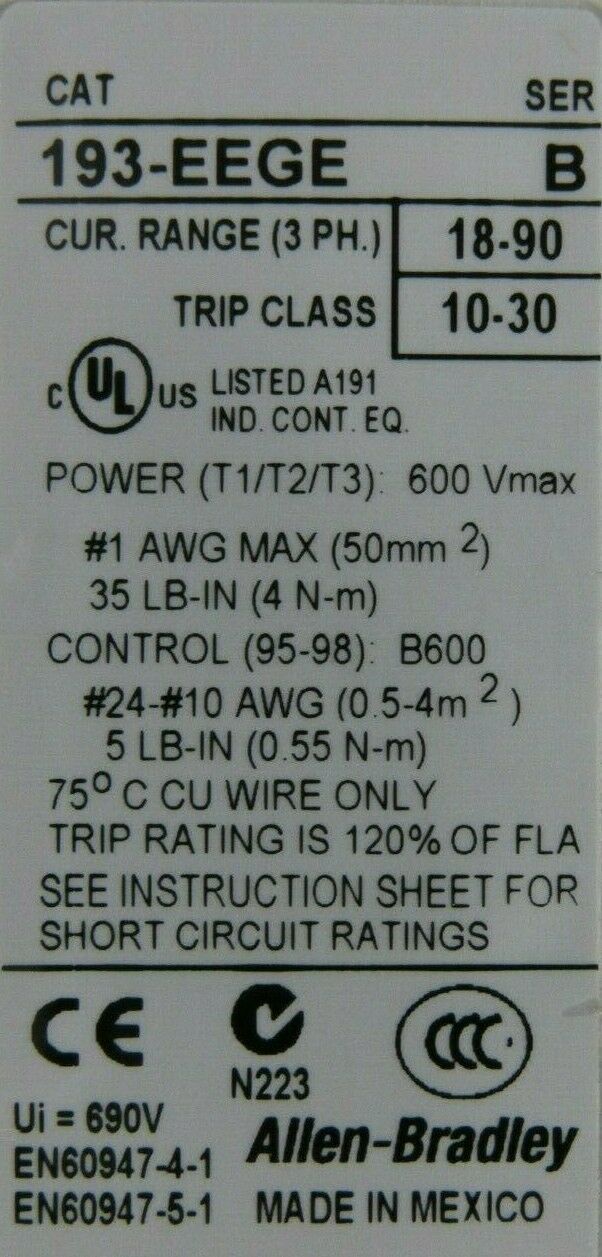 CAT SER
193-EEGE B
CUR. RANGE (3 PH.) 18-90
TRIP CLASS 10-30
C UL US LISTED A191
IND. CONT. EQ.
POWER (T1/T2/T3): 600 Vmax
#1 AWG MAX (50mm ²)
35 LB-IN (4 N-m)
CONTROL (95-98): B600
#24-#10 AWG (0.5-4m ²)
5 LB-IN (0.55 N-m)
75º C CU WIRE ONLY
TRIP RATING IS 120% OF FLA
SEE INSTRUCTION SHEET FOR
SHORT CIRCUIT RATINGS
CE CCC
N223
Ui = 690V
Allen-Bradley
EN60947-4-1
EN60947-5-1 MADE IN MEXICO